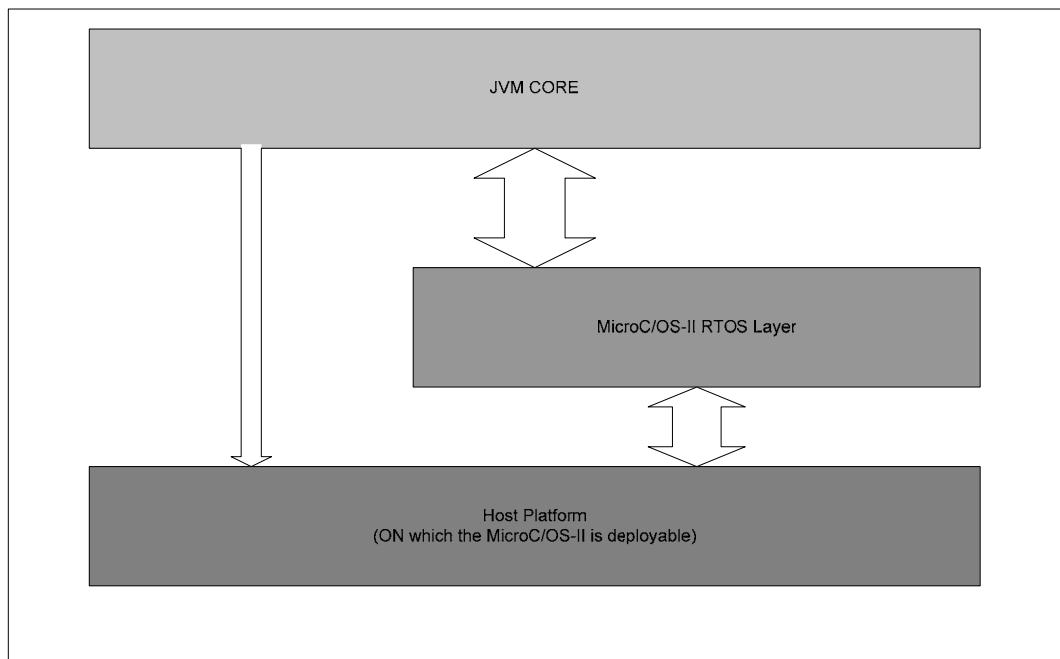 JVM CORE
MicroC/OS-II RTOS Layer
Host Platform
(ON which the MicroC/OS-II is deployable)